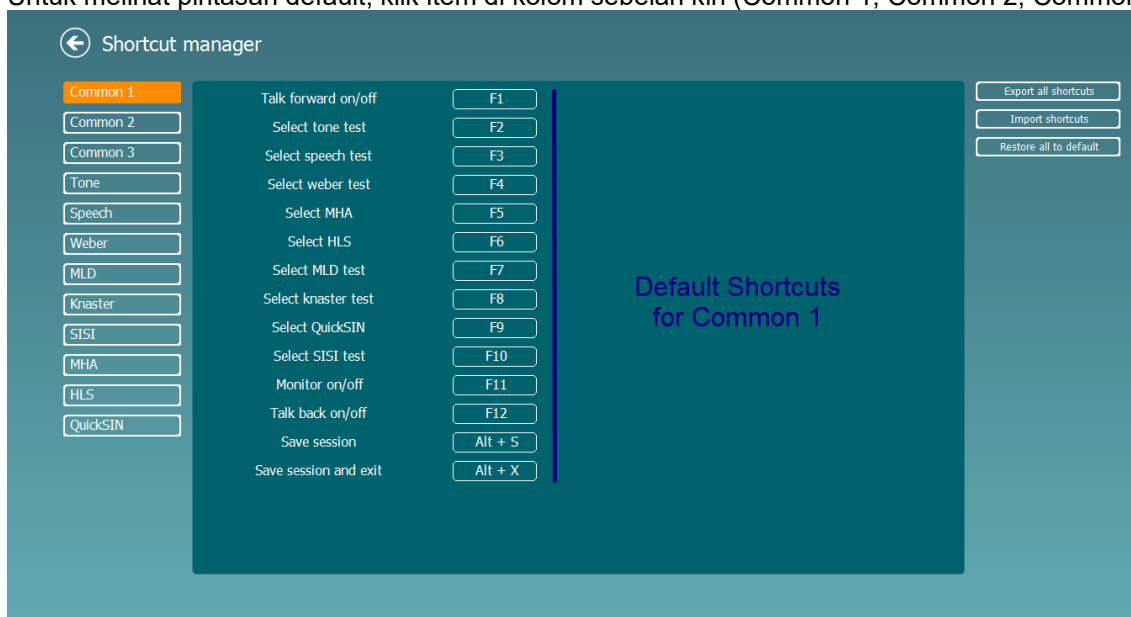 Untuk melihat pintasan default, klik item di kolom sebelah kiri (Common 1, Common 2, Common
Shortcut manager
Common 1
Common 2
Common 3
Tone
Speech
Weber
MLD
Knaster
SISI
MHA
HLS
QuickSIN
Talk forward on/off F1
Select tone test F2
Select speech test F3
Select weber test F4
Select MHA F5
Select HLS F6
Select MLD test F7
Select knaster test F8
Select QuickSIN F9
Select SISI test F10
Monitor on/off F11
Talk back on/off F12
Save session Alt + S
Save session and exit Alt + X
Default Shortcuts
for Common 1
Export all shortcuts
Import shortcuts
Restore all to default